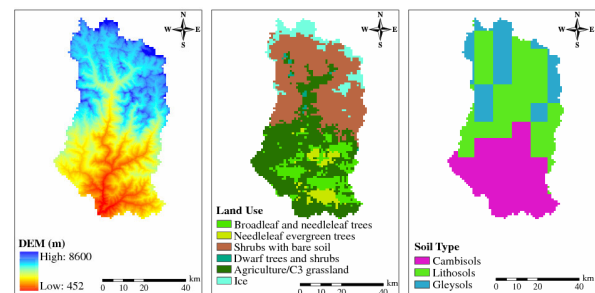 N
W E
S
DEM (m)
High: 8600
Low: 452
0 10 20 40
km
N
W E
S
Land Use
Broadleaf and needleleaf trees
Needleleaf evergreen trees
Shrubs with bare soil
Dwarf trees and shrubs
Agriculture/C3 grassland
Ice
0 10 20 40
km
N
W E
S
Soil Type
Cambisols
Lithosols
Gleysols
0 10 20 40
km